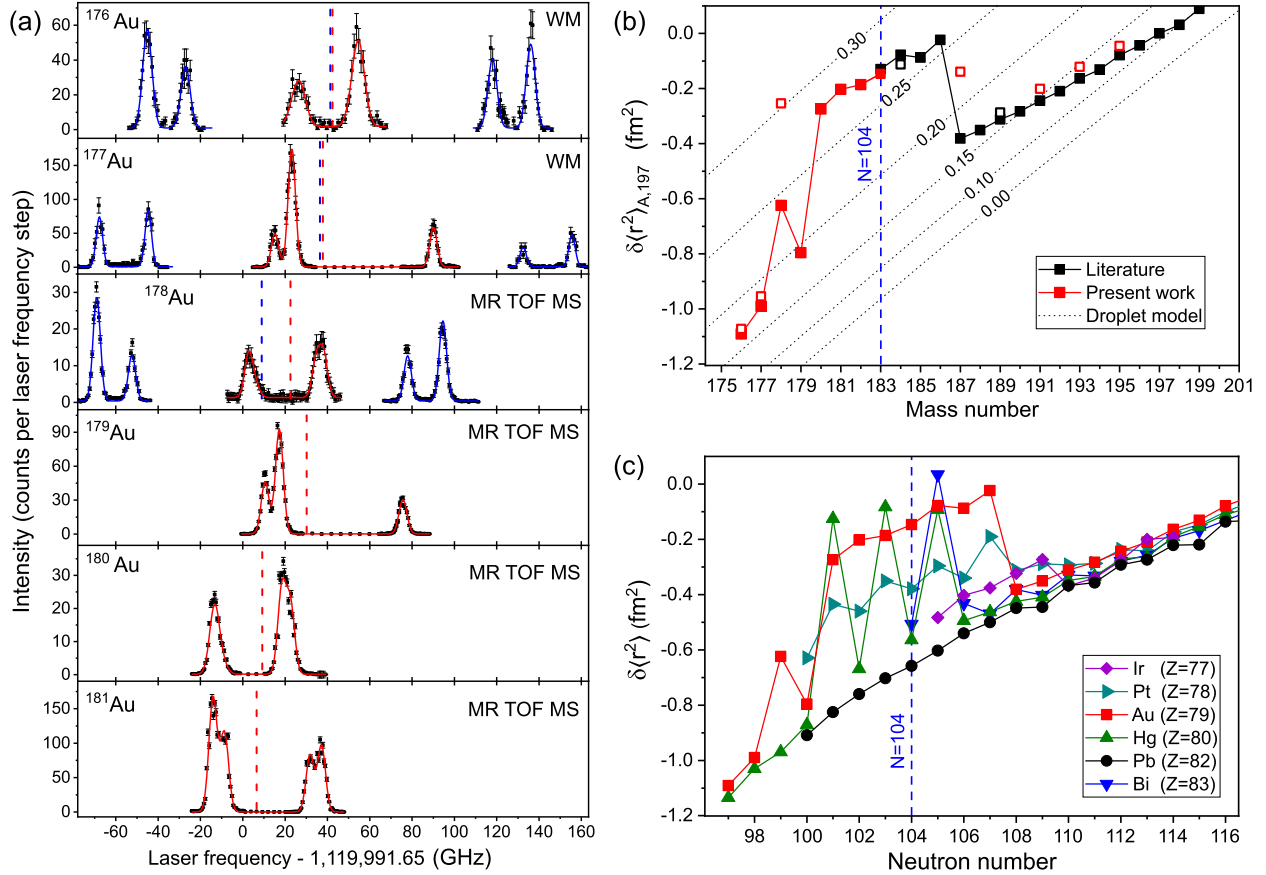 (a)
Intensity (counts per laser frequency step)
176Au
WM
60
40
20
0
177Au
WM
150
100
50
0
178Au
MR TOF MS
30
20
10
0
179Au
MR TOF MS
90
60
30
0
180Au
MR TOF MS
30
20
10
0
181Au
MR TOF MS
150
100
50
0
-60 -40 -20 0 20 40 60 80 100 120 140 160
Laser frequency - 1,119,991.65 (GHz)
(b)
δ⟨r²⟩A,197 (fm²)
0.0
-0.2
-0.4
-0.6
-0.8
-1.0
-1.2
0.30
0.25
0.20
0.15
0.10
0.00
N=104
Literature
Present work
Droplet model
175 177 179 181 183 185 187 189 191 193 195 197 199 201
Mass number
(c)
δ⟨r²⟩ (fm²)
0.0
-0.2
-0.4
-0.6
-0.8
-1.0
-1.2
N=104
Ir (Z=77)
Pt (Z=78)
Au (Z=79)
Hg (Z=80)
Pb (Z=82)
Bi (Z=83)
98 100 102 104 106 108 110 112 114 116
Neutron number